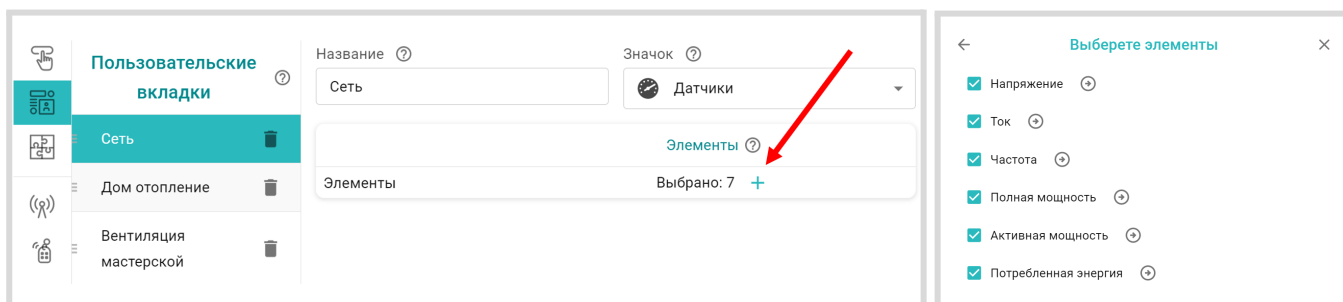 Пользовательские
вкладки
Сеть
Дом отопление
Вентиляция
мастерской
Название
Значок
Сеть
Датчики
Элементы
Элементы
Выбрано: 7 +
Выберете элементы
Напряжение
Ток
Частота
Полная мощность
Активная мощность
Потребленная энергия